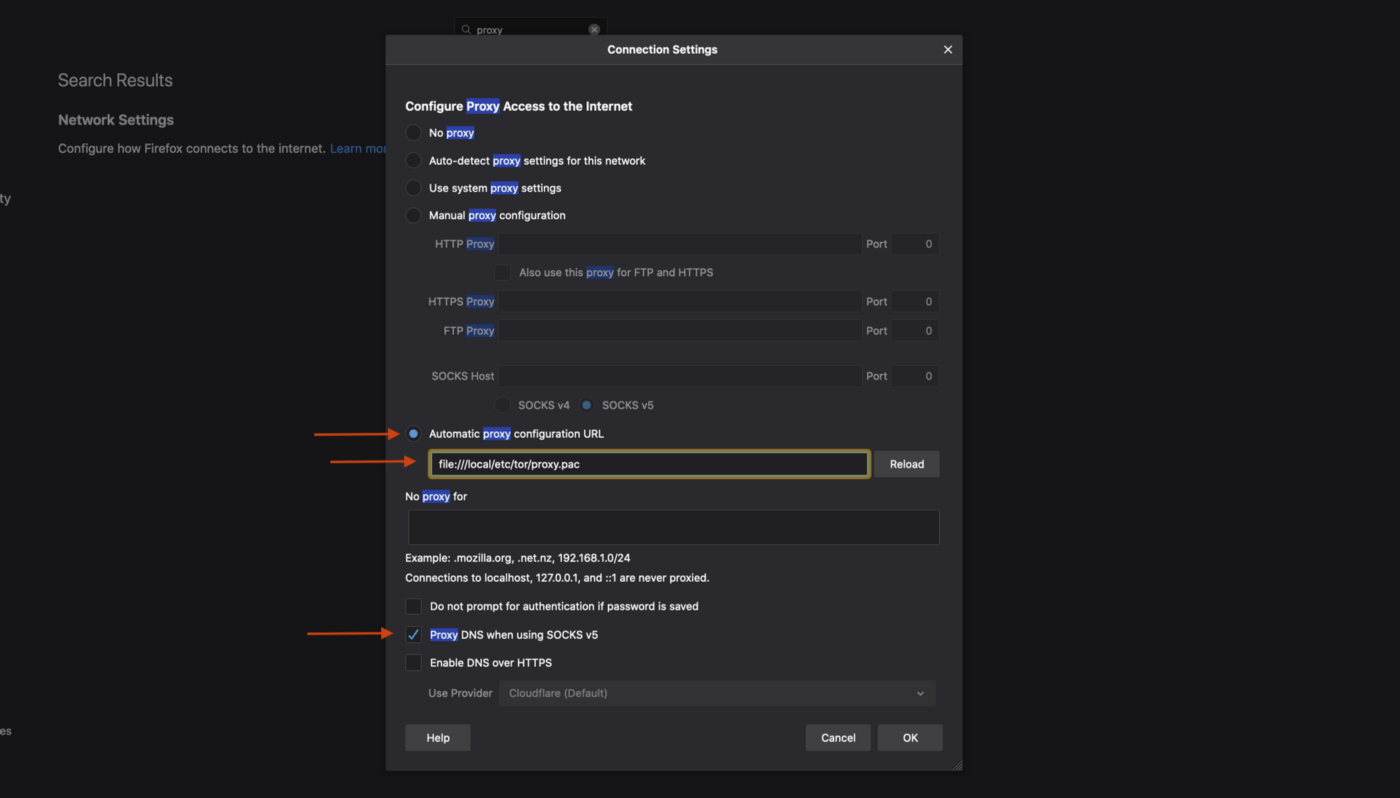 proxy
Connection Settings
Search Results
Network Settings
Configure how Firefox connects to the internet. Learn mor
ty
es
Configure Proxy Access to the Internet
No proxy
Auto-detect proxy settings for this network
Use system proxy settings
Manual proxy configuration
HTTP Proxy Port 0
Also use this proxy for FTP and HTTPS
HTTPS Proxy Port 0
FTP Proxy Port 0
SOCKS Host Port 0
SOCKS v4 SOCKS v5
Automatic proxy configuration URL
file:///local/etc/tor/proxy.pac Reload
No proxy for
Example: .mozilla.org, .net.nz, 192.168.1.0/24
Connections to localhost, 127.0.0.1, and ::1 are never proxied.
Do not prompt for authentication if password is saved
Proxy DNS when using SOCKS v5
Enable DNS over HTTPS
Use Provider Cloudflare (Default)
Help Cancel OK